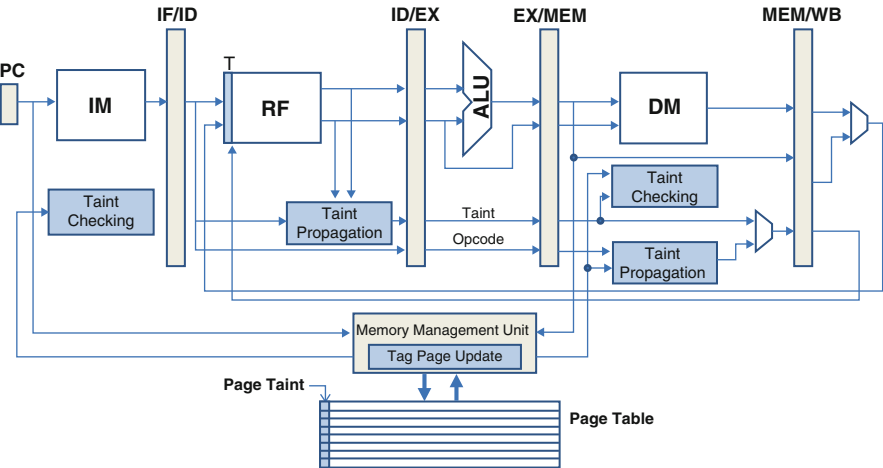 IF/ID
ID/EX
EX/MEM
MEM/WB
PC
IM
T
RF
ALU
DM
Taint
Checking
Taint
Propagation
Taint
Opcode
Taint
Checking
Taint
Propagation
Memory Management Unit
Tag Page Update
Page Taint
Page Table